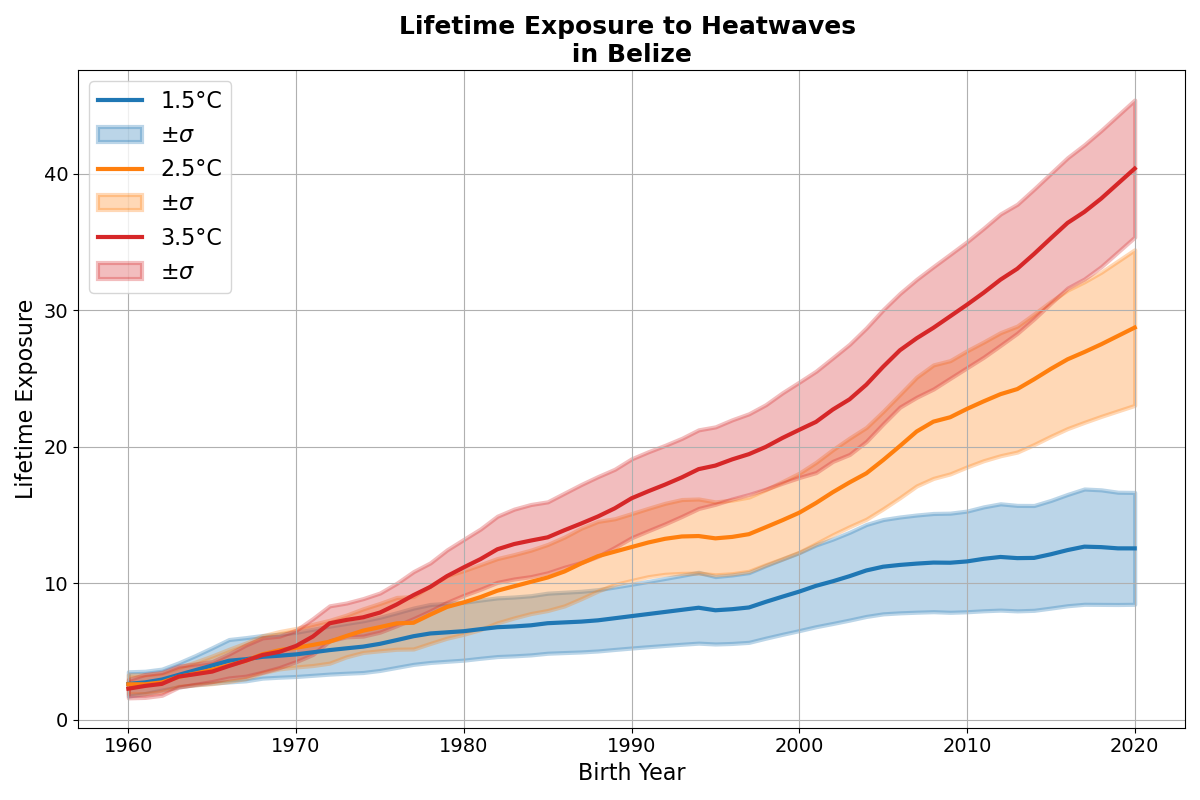 Lifetime Exposure to Heatwaves
in Belize
1.5°C
±σ
2.5°C
±σ
3.5°C
±σ
Lifetime Exposure
40
30
20
10
0
1960 1970 1980 1990 2000 2010 2020
Birth Year